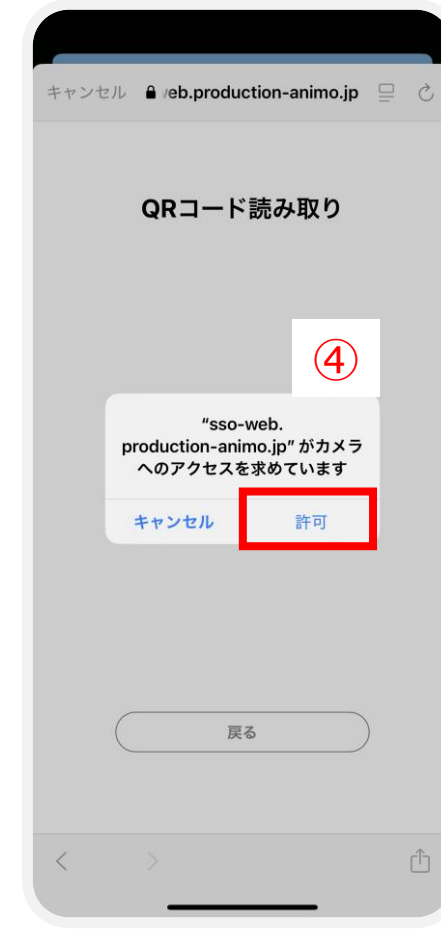 キャンセル veb.production-animo.jp
QRコード読み取り
④
“sso-web.
production-animo.jp”がカメラ
へのアクセスを求めています
キャンセル 許可
戻る